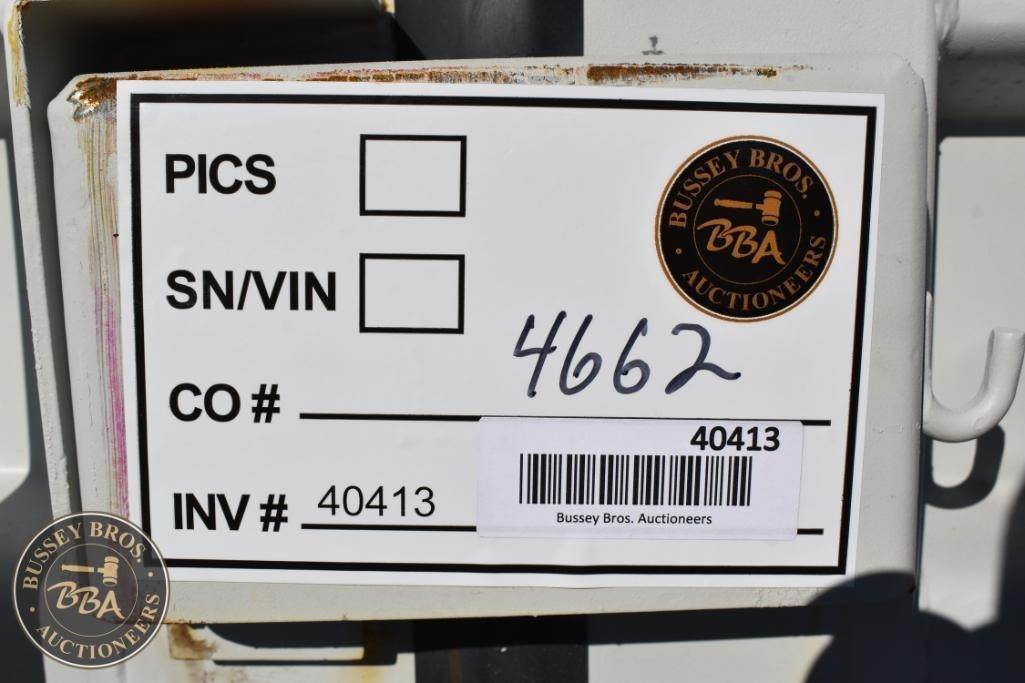 PICS
BUSSEY BROS.
BBA
AUCTIONEERS
SN/VIN
4662
CO #
40413
INV # 40413
Bussey Bros. Auctioneers
BUSSEY BROS.
BBA
AUCTIONEERS